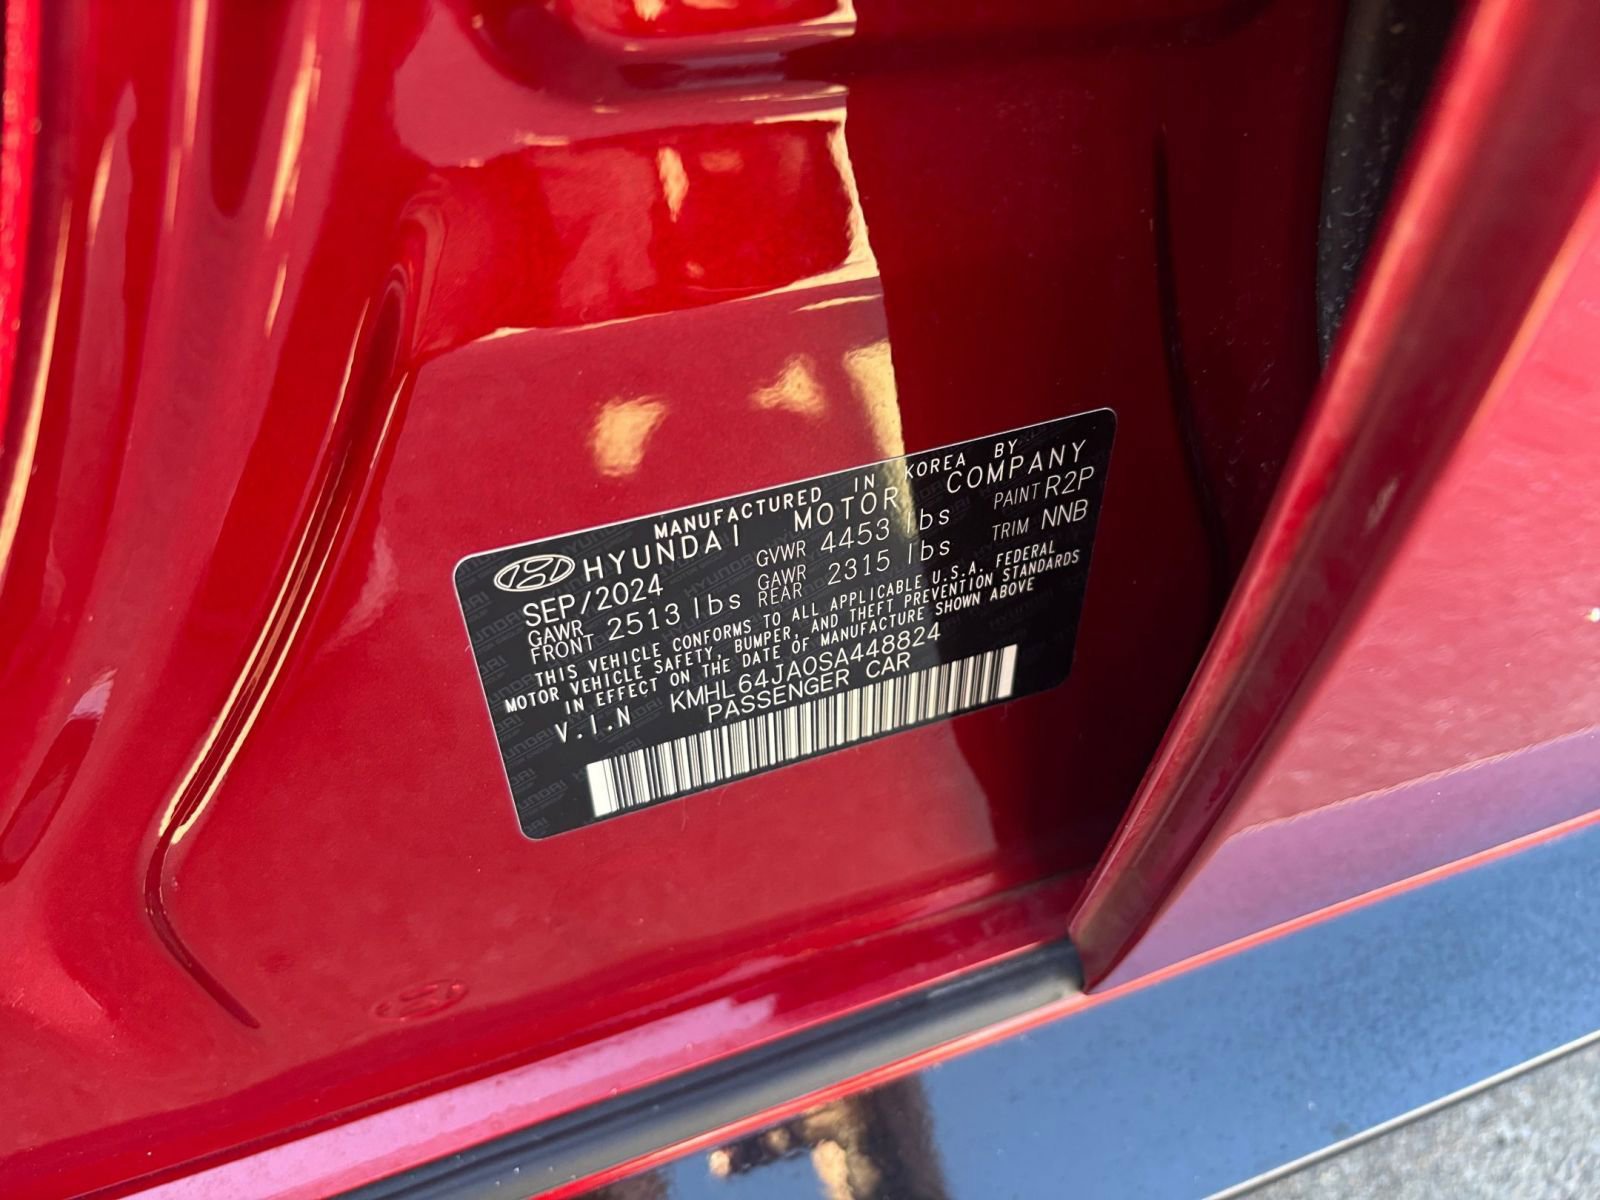 MANUFACTURED IN KOREA BY
HYUNDAI MOTOR COMPANY
SEP/2024 GVWR 4453 lbs PAINT R2P
GAWR FRONT 2513 lbs GAWR REAR 2315 lbs TRIM NNB
THIS VEHICLE CONFORMS TO ALL APPLICABLE U.S.A. FEDERAL
MOTOR VEHICLE SAFETY, BUMPER, AND THEFT PREVENTION STANDARDS
IN EFFECT ON THE DATE OF MANUFACTURE SHOWN ABOVE
V.I.N KMHL64JA0SA448824
PASSENGER CAR